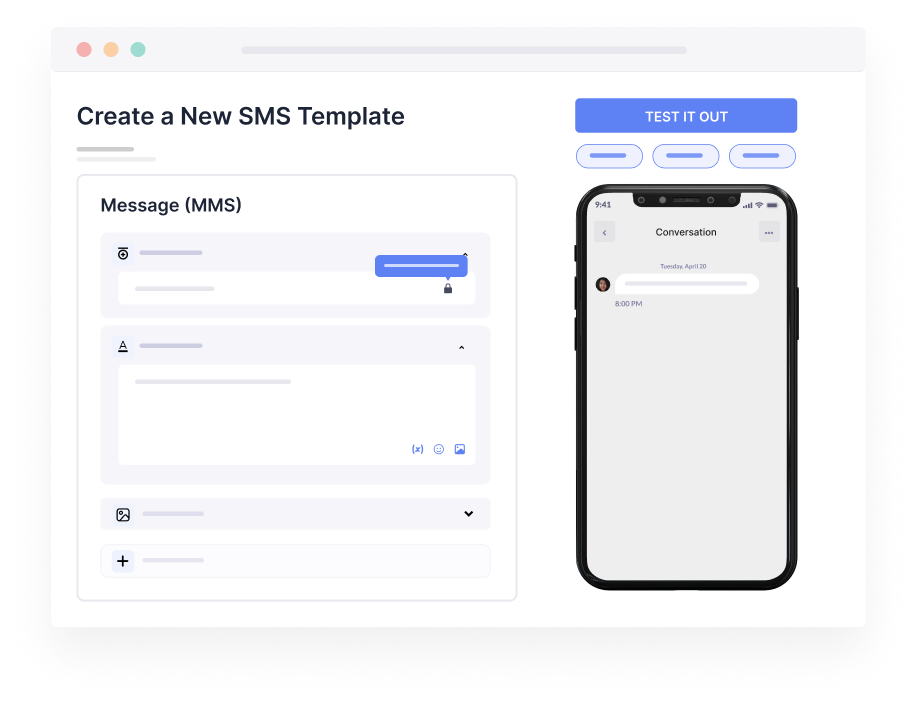 Create a New SMS Template
TEST IT OUT
Message (MMS)
A
(x)
9:41
Conversation
Tuesday, April 20
8:00 PM